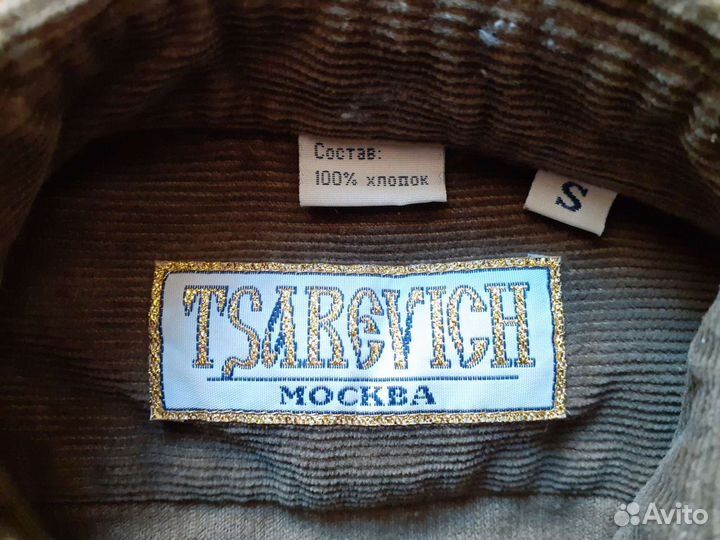 Состав:
100% хлопок
S
TSAREVICH
МОСКВА
Avito